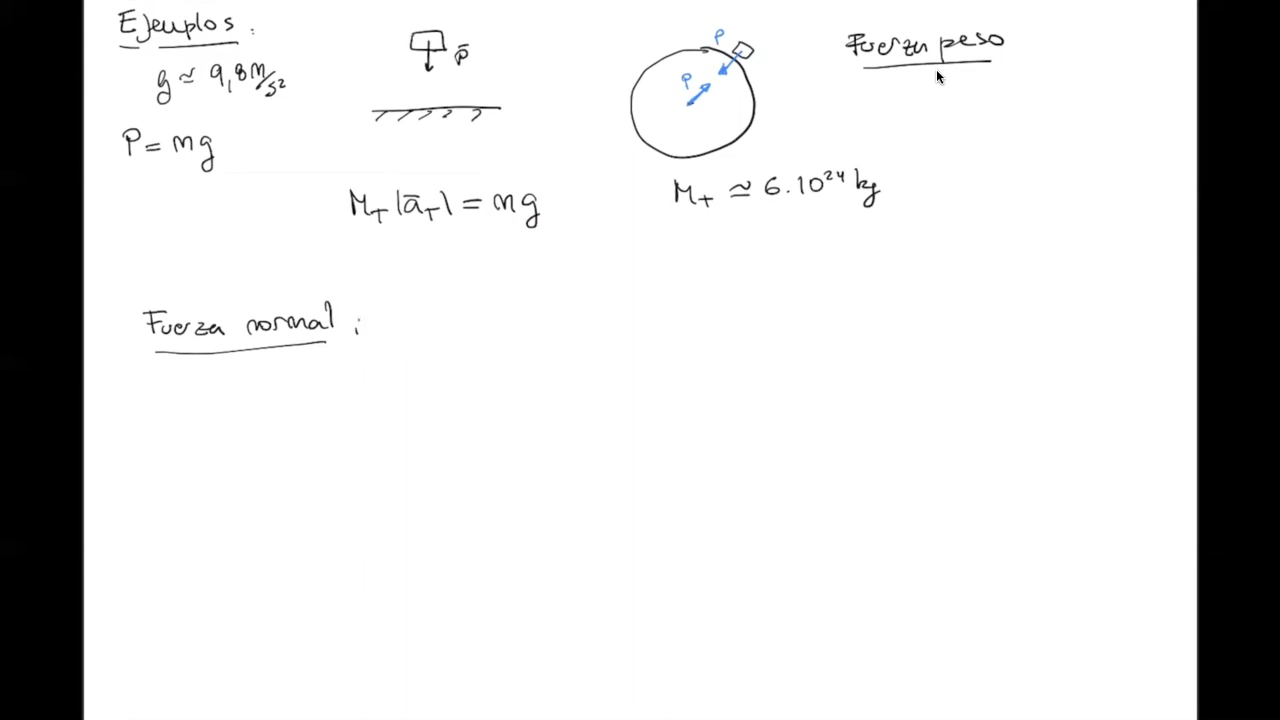 Ejemplos:
g ≃ 9,8 m/s²
P̄
P = mg
P
P
Fuerza peso
M_T |ā_T| = mg
M_T ≃ 6.10²⁴ kg
Fuerza normal: